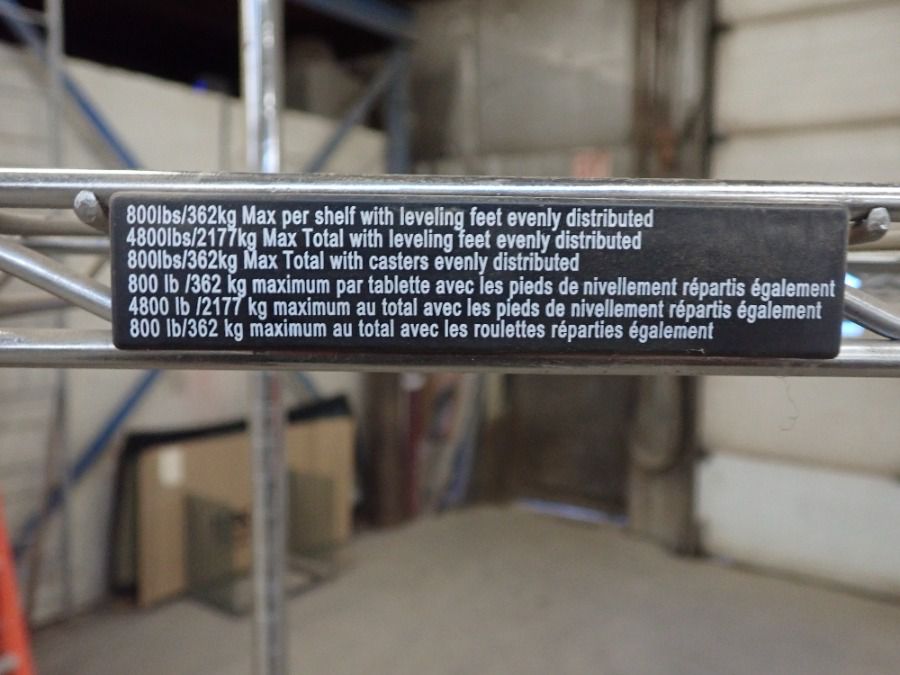 800lbs/362kg Max per shelf with leveling feet evenly distributed
4800lbs/2177kg Max Total with leveling feet evenly distributed
800lbs/362kg Max Total with casters evenly distributed
800 lb /362 kg maximum par tablette avec les pieds de nivellement répartis également
4800 lb /2177 kg maximum au total avec les pieds de nivellement répartis également
800 lb/362 kg maximum au total avec les roulettes réparties également